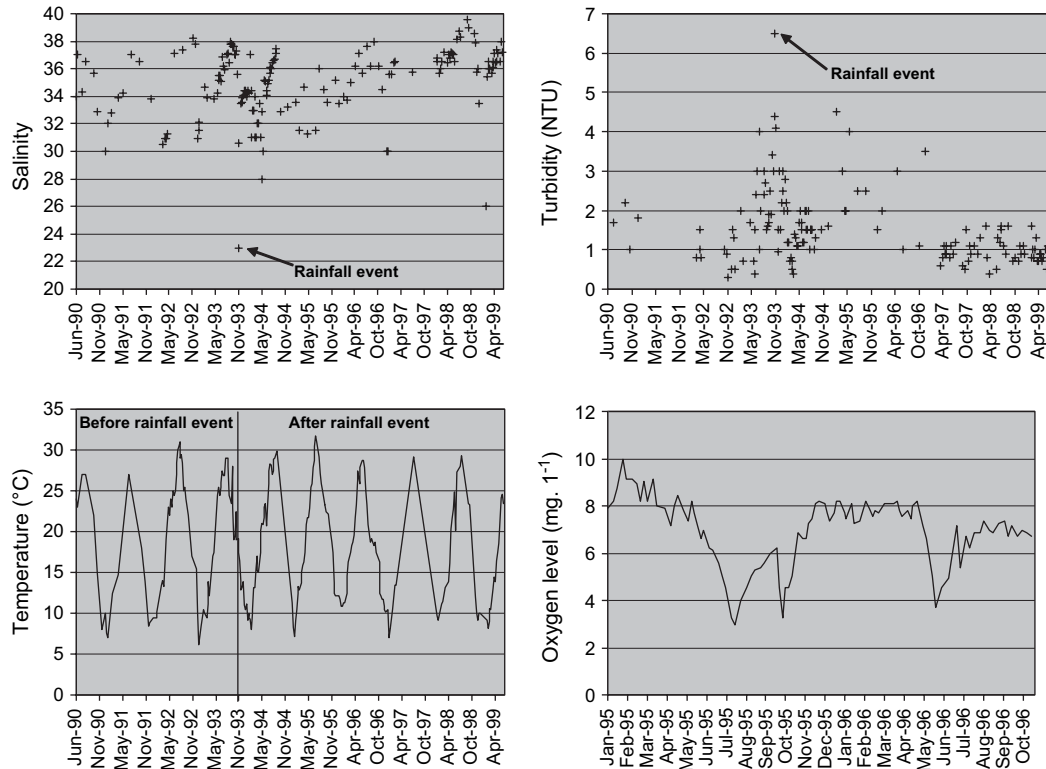 40
38
36
34
32
30
28
26
24
22
20
Salinity
Rainfall event
Jun-90
Nov-90
May-91
Nov-91
May-92
Nov-92
May-93
Nov-93
May-94
Oct-94
Apr-95
Oct-95
Apr-96
Oct-96
Apr-97
Oct-97
Apr-98
Oct-98
Apr-99
7
6
5
4
3
2
1
0
Turbidity (NTU)
Rainfall event
Jun-90
Nov-90
May-91
Nov-91
May-92
Nov-92
May-93
Nov-93
May-94
Nov-94
May-95
Oct-95
Apr-96
Oct-96
Apr-97
Oct-97
Apr-98
Oct-98
Apr-99
35
30
25
20
15
10
5
0
Temperature (°C)
Before rainfall event
After rainfall event
Jun-90
Nov-90
May-91
Nov-91
May-92
Nov-92
May-93
Nov-93
May-94
Oct-94
Apr-95
Oct-95
Apr-96
Oct-96
Apr-97
Oct-97
Apr-98
Oct-98
Apr-99
12
10
8
6
4
2
0
Oxygen level (mg. 1⁻¹)
Jan-95
Feb-95
Mar-95
Apr-95
May-95
Jun-95
Jul-95
Aug-95
Sep-95
Oct-95
Nov-95
Dec-95
Jan-96
Feb-96
Mar-96
Apr-96
May-96
Jun-96
Jul-96
Aug-96
Sep-96
Oct-96